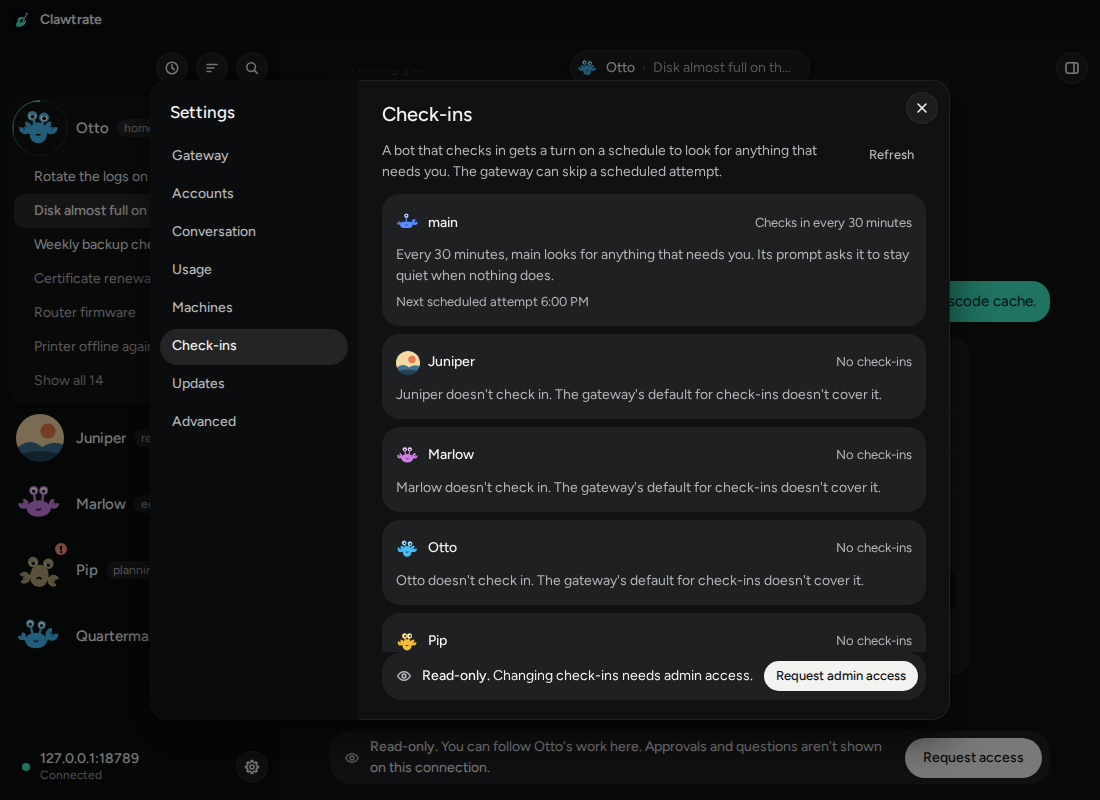 Clawtrate
Otto · Disk almost full on th...
Otto
Rotate the logs on
Disk almost full on
Weekly backup che
Certificate renewa
Router firmware
Printer offline again
Show all 14
Juniper
Marlow
Pip
Quarterma
127.0.0.1:18789
Connected
Settings
Gateway
Accounts
Conversation
Usage
Machines
Check-ins
Updates
Advanced
Check-ins
A bot that checks in gets a turn on a schedule to look for anything that
needs you. The gateway can skip a scheduled attempt.
Refresh
main
Checks in every 30 minutes
Every 30 minutes, main looks for anything that needs you. Its prompt asks it to stay
quiet when nothing does.
Next scheduled attempt 6:00 PM
Juniper
No check-ins
Juniper doesn't check in. The gateway's default for check-ins doesn't cover it.
Marlow
No check-ins
Marlow doesn't check in. The gateway's default for check-ins doesn't cover it.
Otto
No check-ins
Otto doesn't check in. The gateway's default for check-ins doesn't cover it.
Pip
No check-ins
Read-only. Changing check-ins needs admin access.
Request admin access
scode cache.
Read-only. You can follow Otto's work here. Approvals and questions aren't shown
on this connection.
Request access